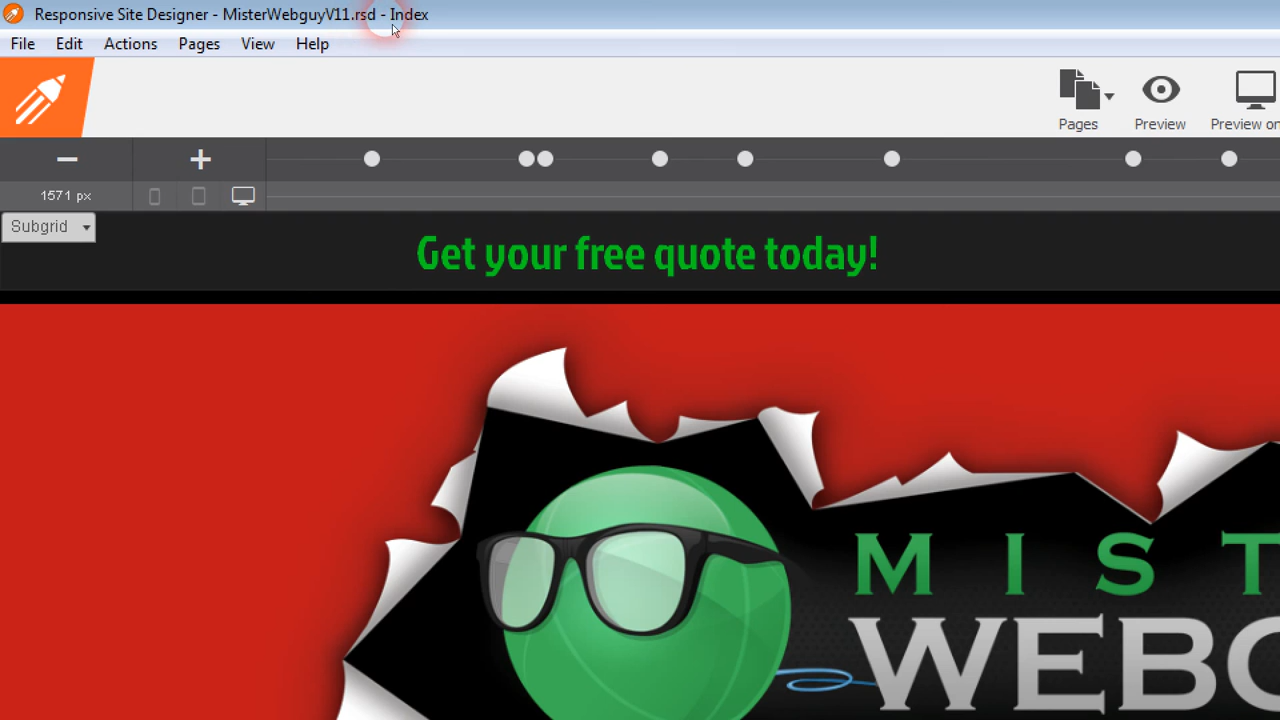 Responsive Site Designer - MisterWebguyV11.rsd - Index
File Edit Actions Pages View Help
Pages Preview Preview on
1571 px
Subgrid
Get your free quote today!
MIST
WEBG